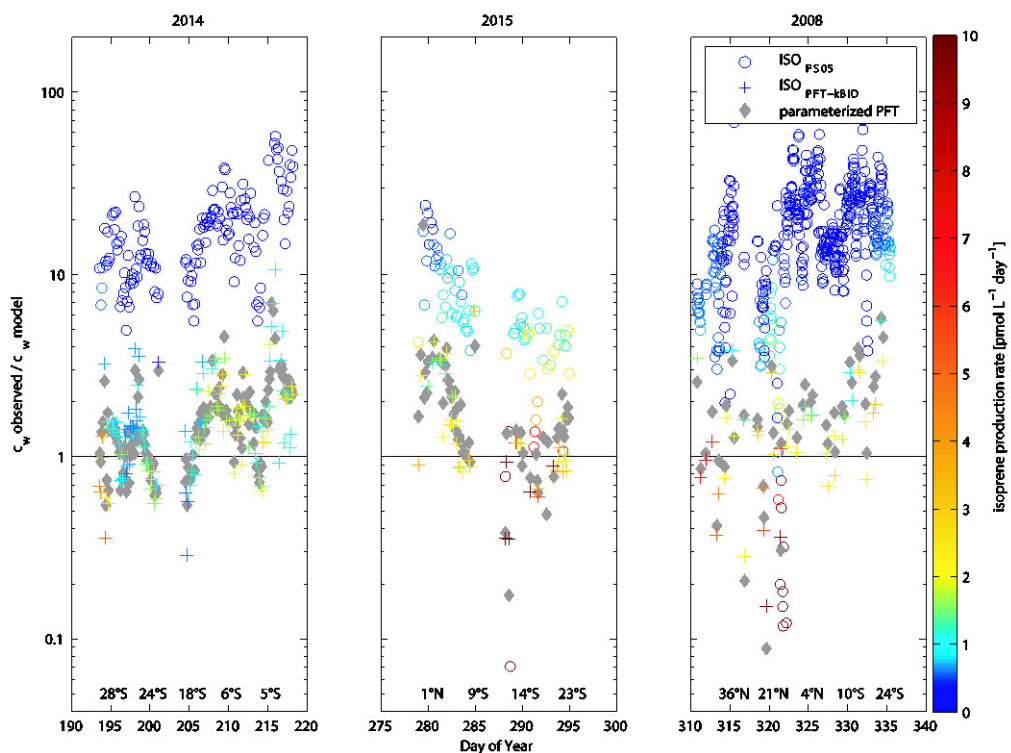 2014
2015
2008
c_w observed / c_w model
100
10
1
0.1
ISO_PS05
ISO_PFT-kBIO
parameterized PFT
28°S 24°S 18°S 6°S 5°S
1°N 9°S 14°S 23°S
36°N 21°N 4°N 10°S 24°S
190 195 200 205 210 215 220
275 280 285 290 295 300
310 315 320 325 330 335 340
Day of Year
10
9
8
7
6
5
4
3
2
1
0
isoprene production rate [pmol L⁻¹ day⁻¹]